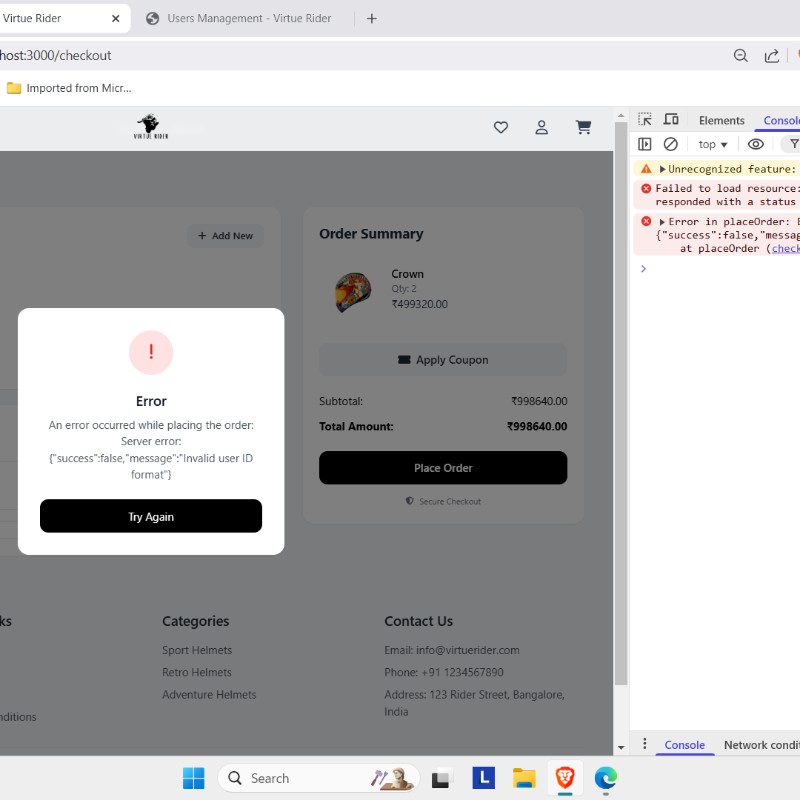 Virtue Rider
Users Management - Virtue Rider
host:3000/checkout
Imported from Micr...
VIRTUE RIDER
Elements
Console
top
Unrecognized feature:
Failed to load resource:
responded with a status
Error in placeOrder: E
{"success":false,"messag
at placeOrder (check
Add New
Order Summary
Crown
Qty: 2
₹499320.00
Apply Coupon
Subtotal: ₹998640.00
Total Amount: ₹998640.00
Place Order
Secure Checkout
!
Error
An error occurred while placing the order:
Server error:
{"success":false,"message":"Invalid user ID
format"}
Try Again
ks
nditions
Categories
Sport Helmets
Retro Helmets
Adventure Helmets
Contact Us
Email: info@virtuerider.com
Phone: +91 1234567890
Address: 123 Rider Street, Bangalore,
India
Console
Network condit
Search
L